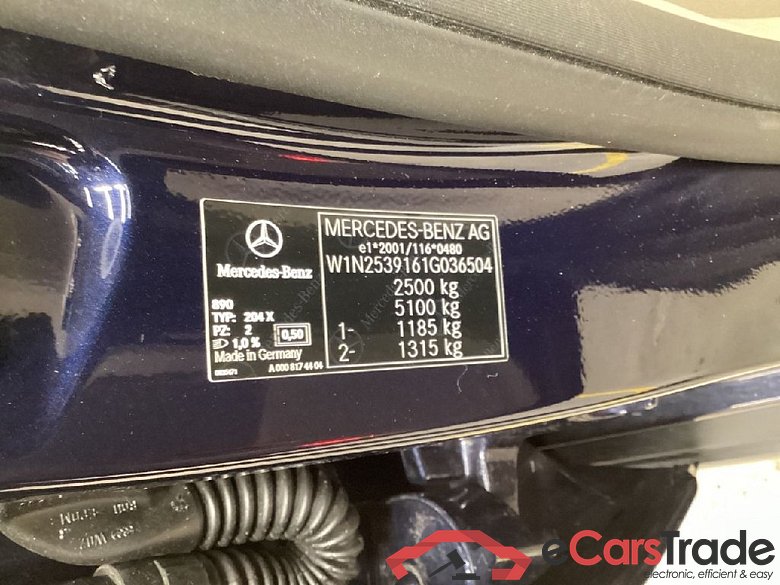 Mercedes-Benz
890
TYP: 204 X
PZ: 2
0,50
1,0 %
Made in Germany
A 000 817 44 04
MERCEDES-BENZ AG
e1*2001/116*0480
W1N2539161G036504
2500 kg
5100 kg
1- 1185 kg
2- 1315 kg
eCarsTrade
electronic, efficient & easy